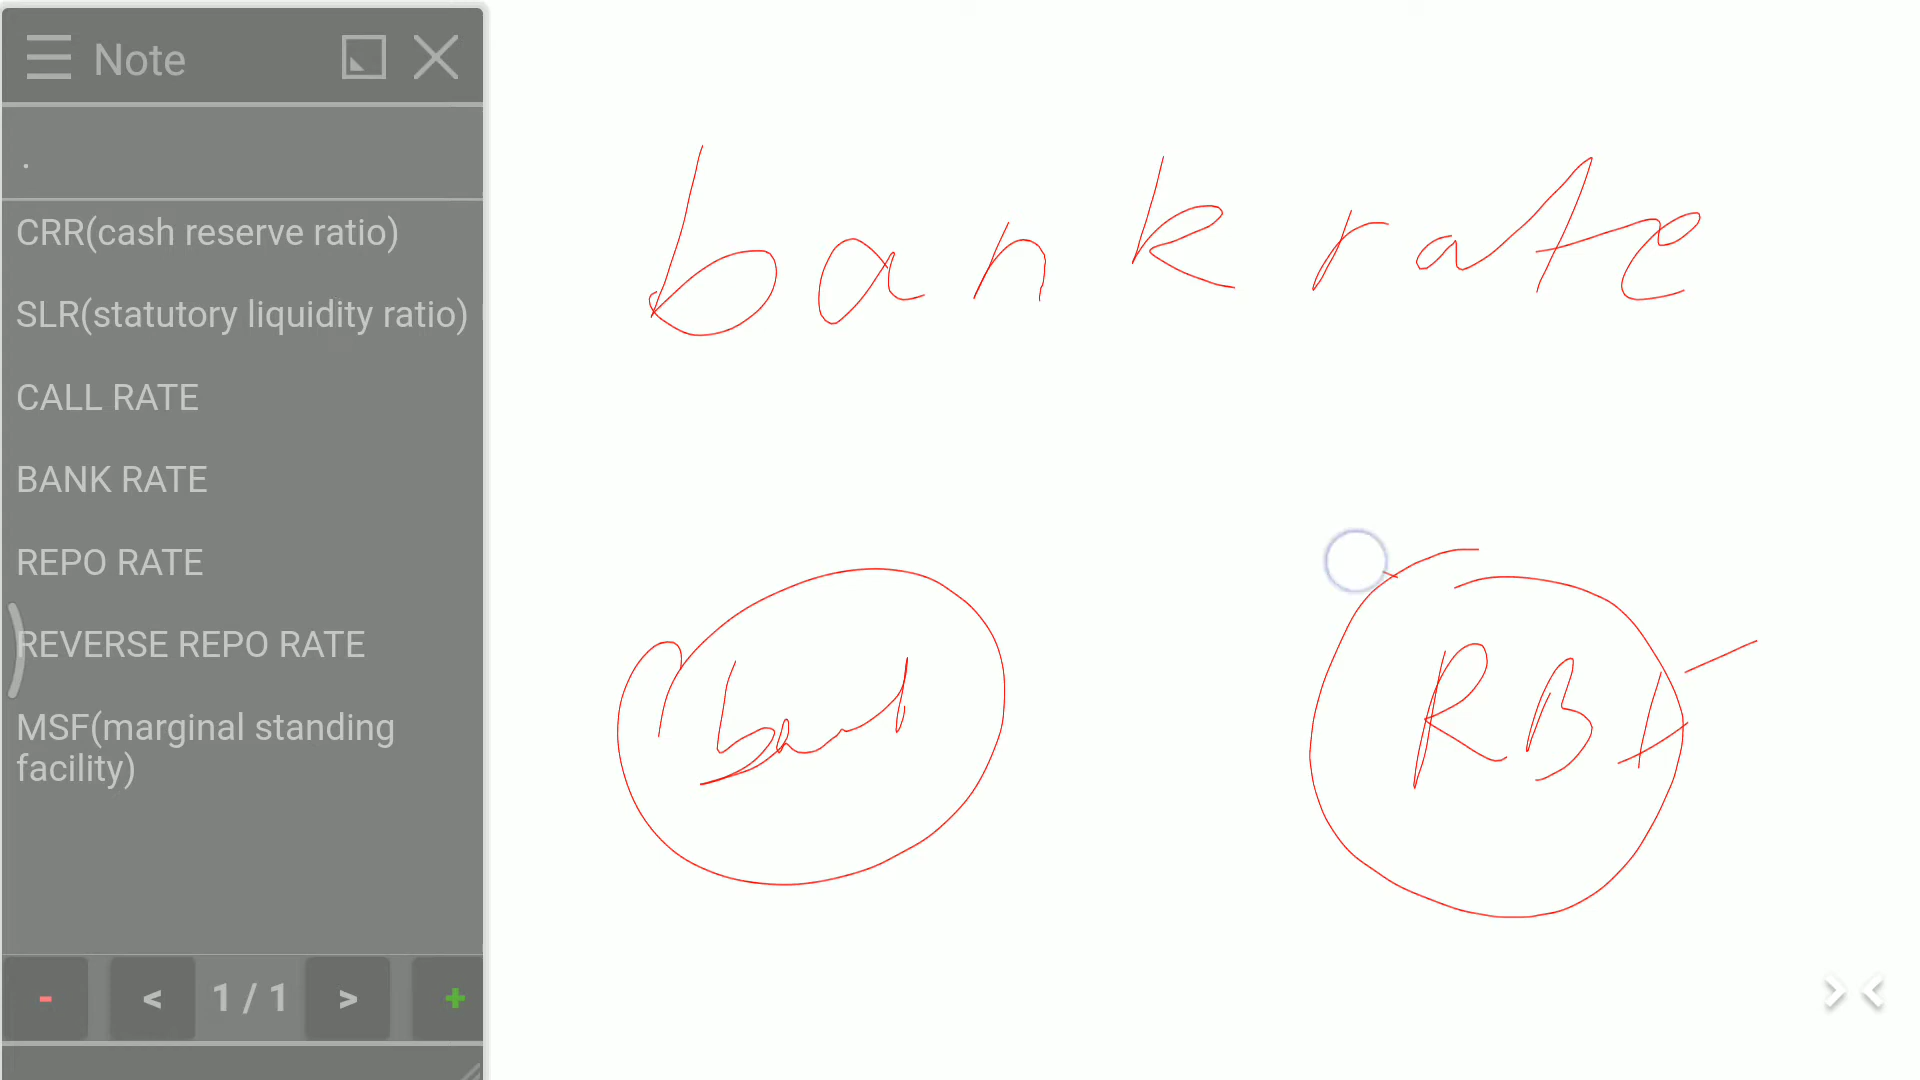 Note
.
CRR(cash reserve ratio)
SLR(statutory liquidity ratio)
CALL RATE
BANK RATE
REPO RATE
REVERSE REPO RATE
MSF(marginal standing
facility)
- < 1 / 1 > +
bank rate
RBI